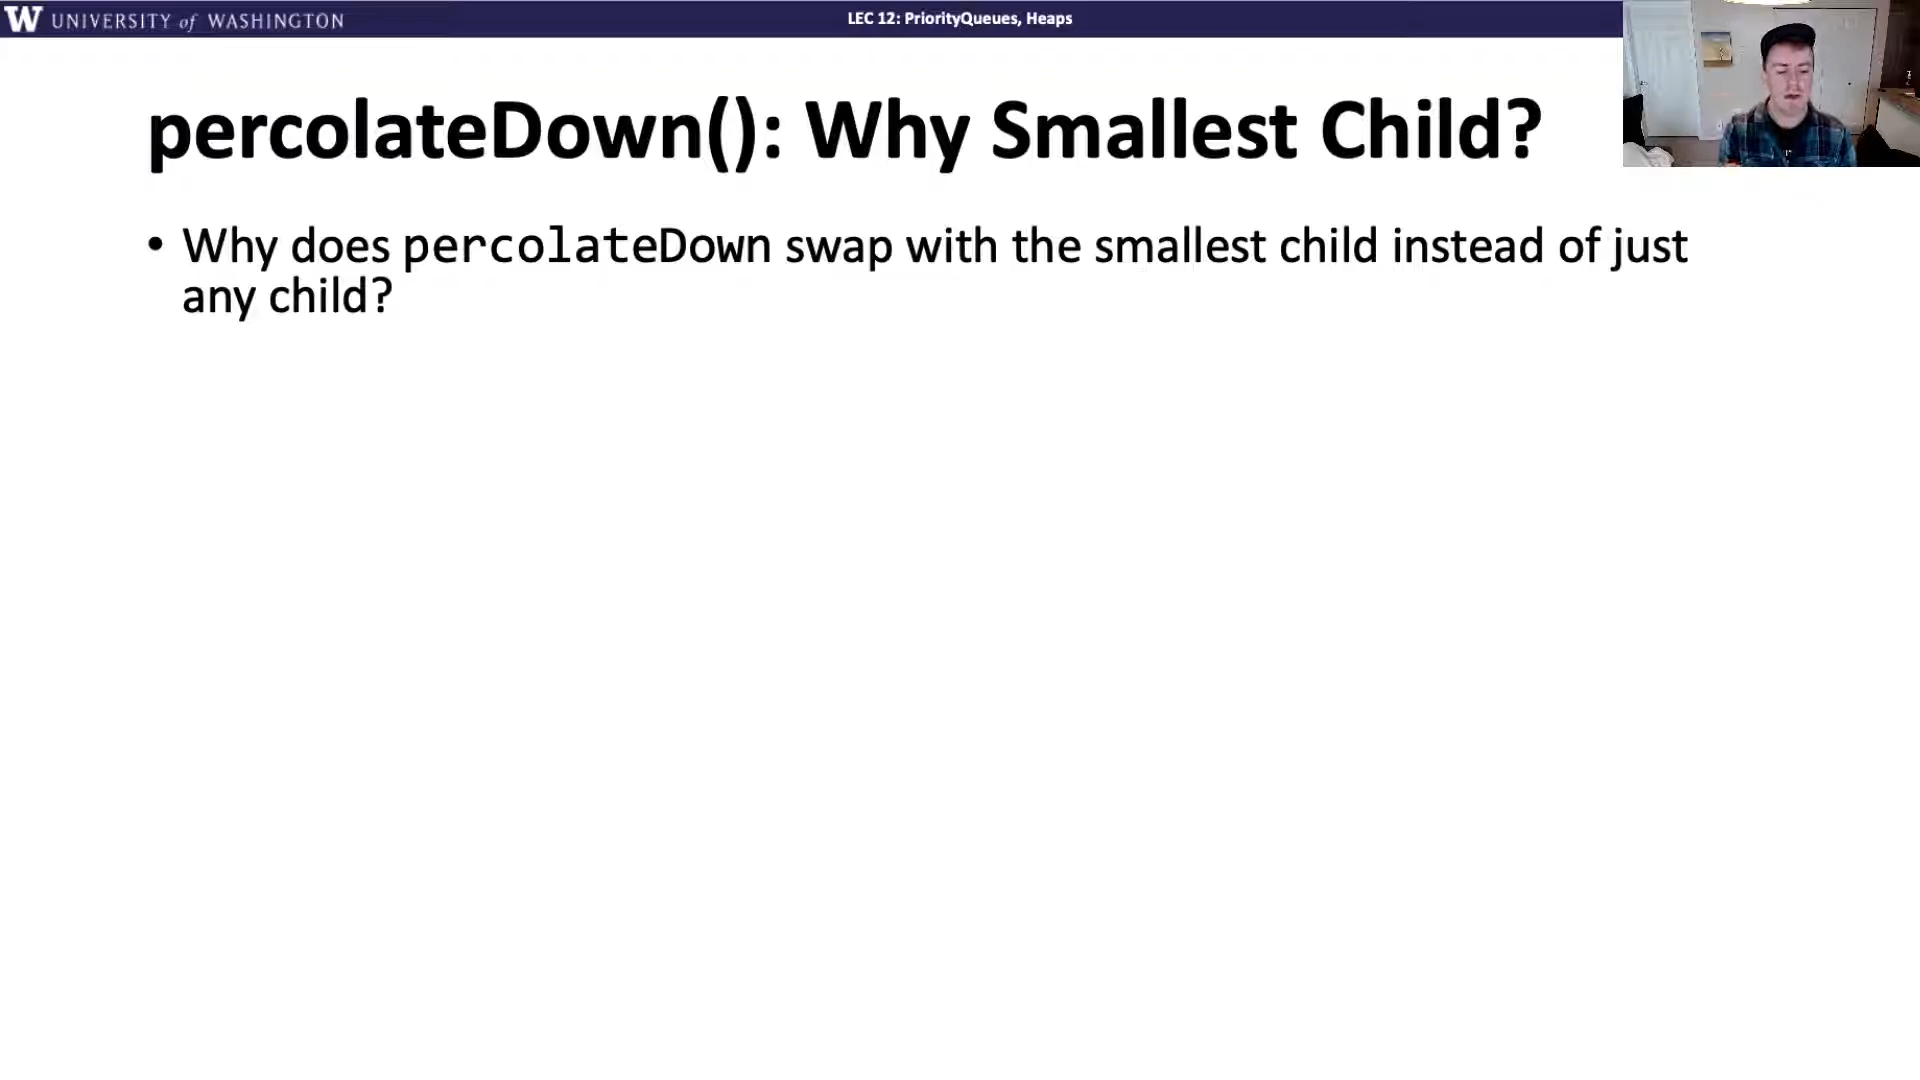 W UNIVERSITY of WASHINGTON
LEC 12: PriorityQueues, Heaps
percolateDown(): Why Smallest Child?
• Why does percolateDown swap with the smallest child instead of just
any child?